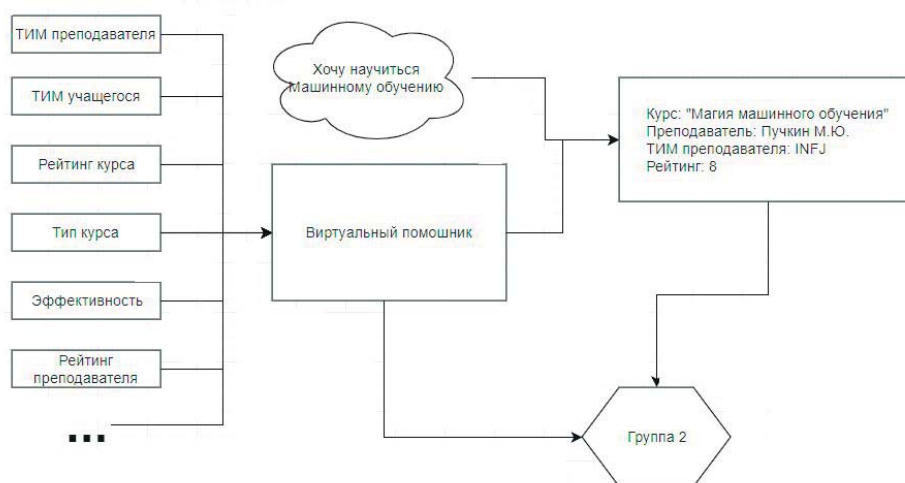 ТИМ преподавателя
ТИМ учащегося
Рейтинг курса
Тип курса
Эффективность
Рейтинг
преподавателя
...
Хочу научиться
Машинному обучению
Виртуальный помошник
Курс: "Магия машинного обучения"
Преподаватель: Пучкин М.Ю.
ТИМ преподавателя: INFJ
Рейтинг: 8
Группа 2